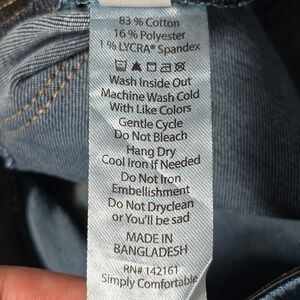 83 % Cotton
16 % Polyester
1 % LYCRA® Spandex
Wash Inside Out
Machine Wash Cold
With Like Colors
Gentle Cycle
Do Not Bleach
Hang Dry
Cool Iron If Needed
Do Not Iron
Embellishment
Do Not Dryclean
or You'll be sad
MADE IN
BANGLADESH
RN# 142161
Simply Comfortable